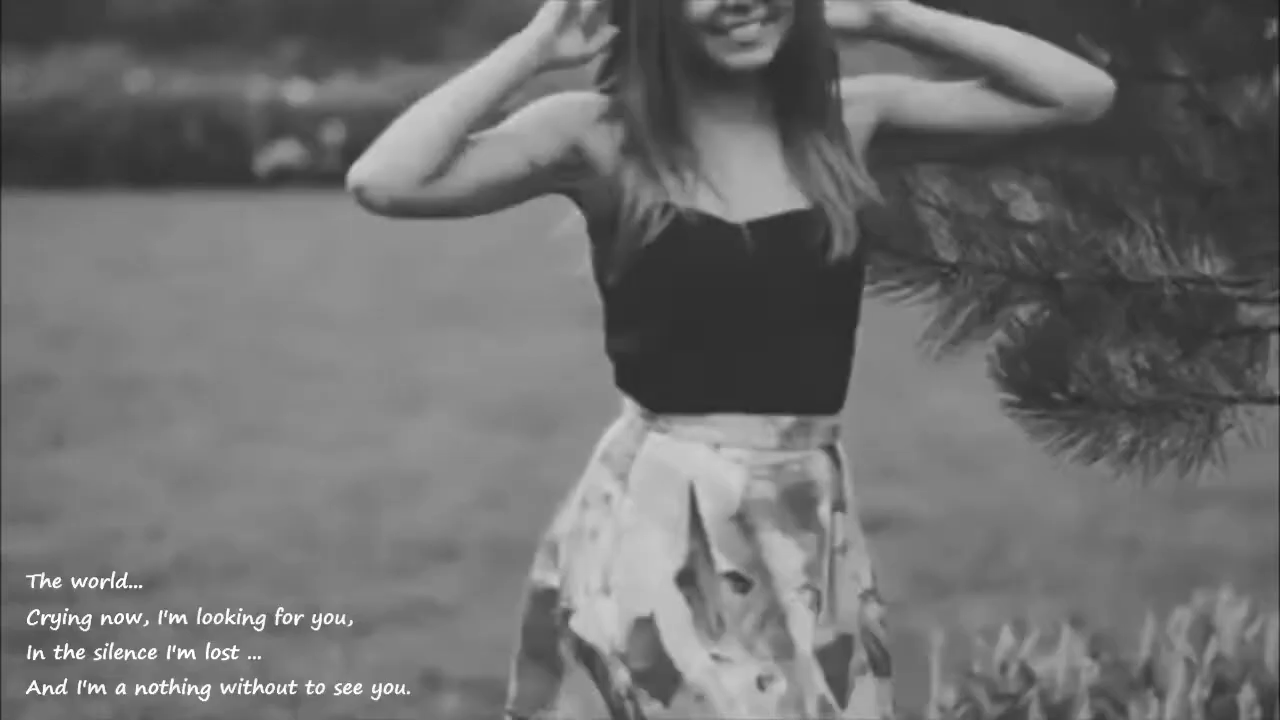 The world...
Crying now, I'm looking for you,
In the silence I'm lost ...
And I'm a nothing without to see you.